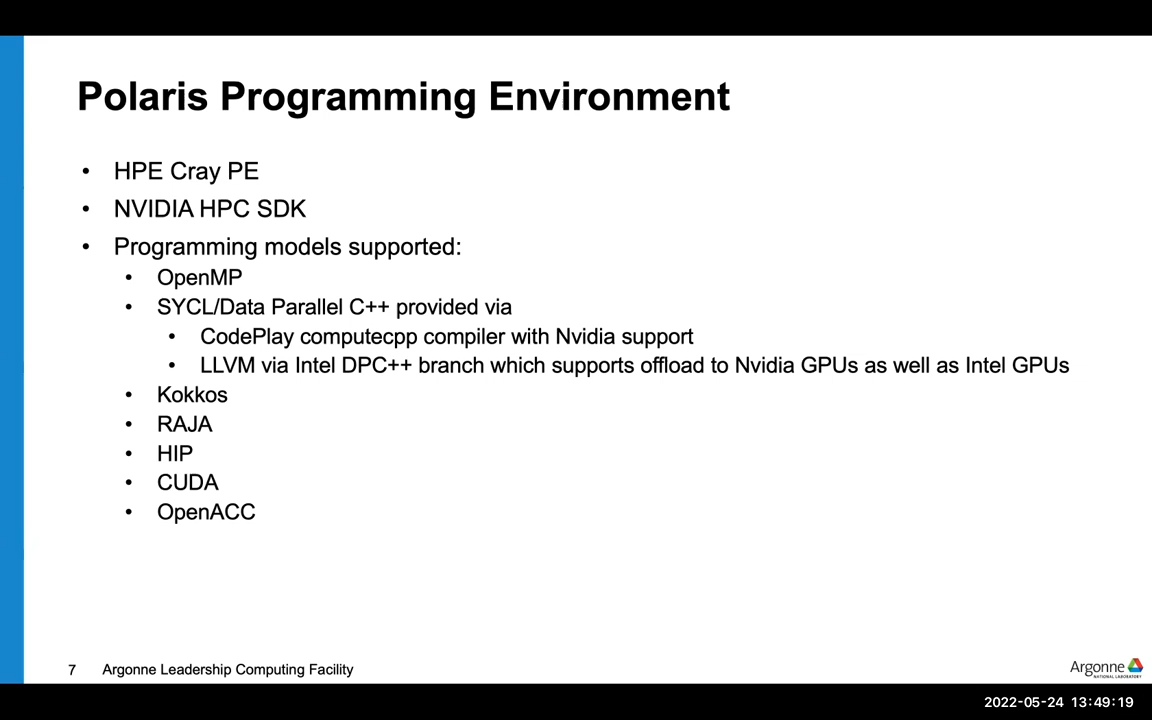 Polaris Programming Environment
• HPE Cray PE
• NVIDIA HPC SDK
• Programming models supported:
• OpenMP
• SYCL/Data Parallel C++ provided via
• CodePlay computecpp compiler with Nvidia support
• LLVM via Intel DPC++ branch which supports offload to Nvidia GPUs as well as Intel GPUs
• Kokkos
• RAJA
• HIP
• CUDA
• OpenACC
7 Argonne Leadership Computing Facility
Argonne
NATIONAL LABORATORY
2022-05-24 13:49:19